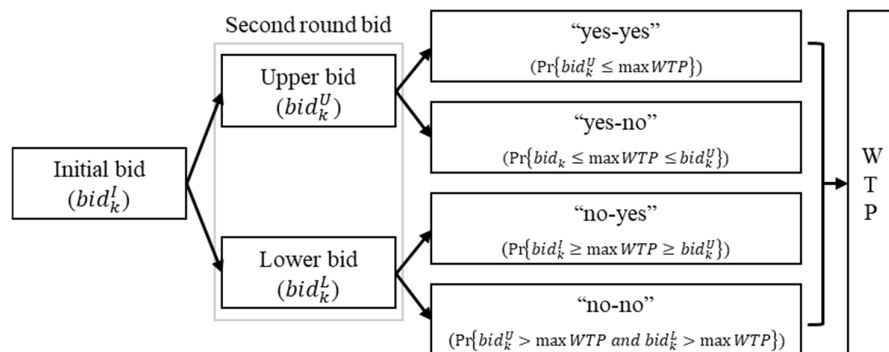 Second round bid
Initial bid
(bid_k^I)
Upper bid
(bid_k^U)
Lower bid
(bid_k^L)
“yes-yes”
(Pr{bid_k^U ≤ max WTP})
“yes-no”
(Pr{bid_k ≤ max WTP ≤ bid_k^U})
“no-yes”
(Pr{bid_k^I ≥ max WTP ≥ bid_k^U})
“no-no”
(Pr{bid_k^U > max WTP and bid_k^L > max WTP})
W
T
P